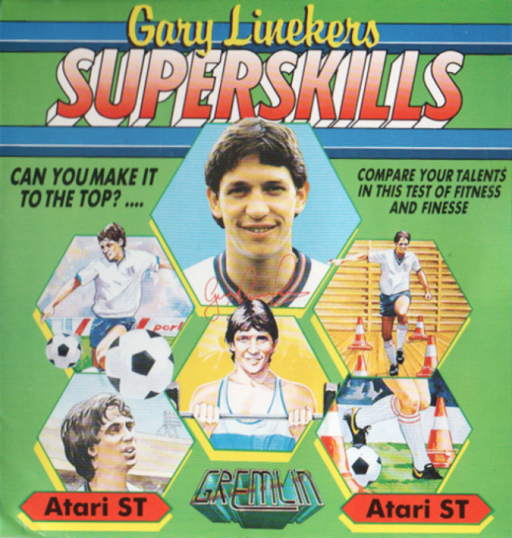 Gary Linekers
SUPERSKILLS
CAN YOU MAKE IT
TO THE TOP? ....
COMPARE YOUR TALENTS
IN THIS TEST OF FITNESS
AND FINESSE
port
GREMLIN
Atari ST
Atari ST